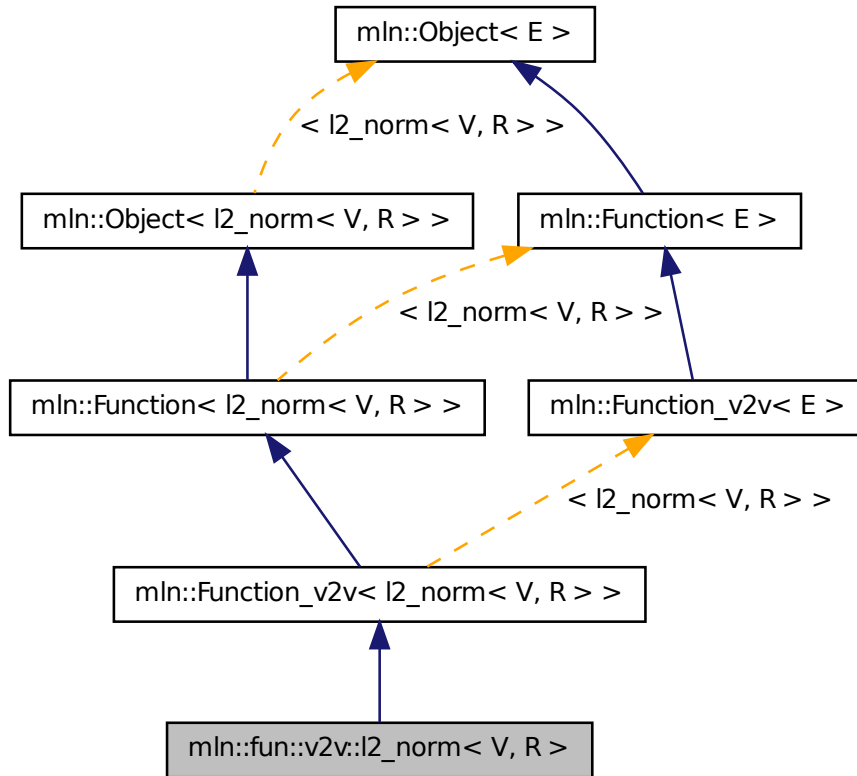 mln::Object< E >
< l2_norm< V, R > >
mln::Object< l2_norm< V, R > >
mln::Function< E >
< l2_norm< V, R > >
mln::Function< l2_norm< V, R > >
mln::Function_v2v< E >
< l2_norm< V, R > >
mln::Function_v2v< l2_norm< V, R > >
mln::fun::v2v::l2_norm< V, R >